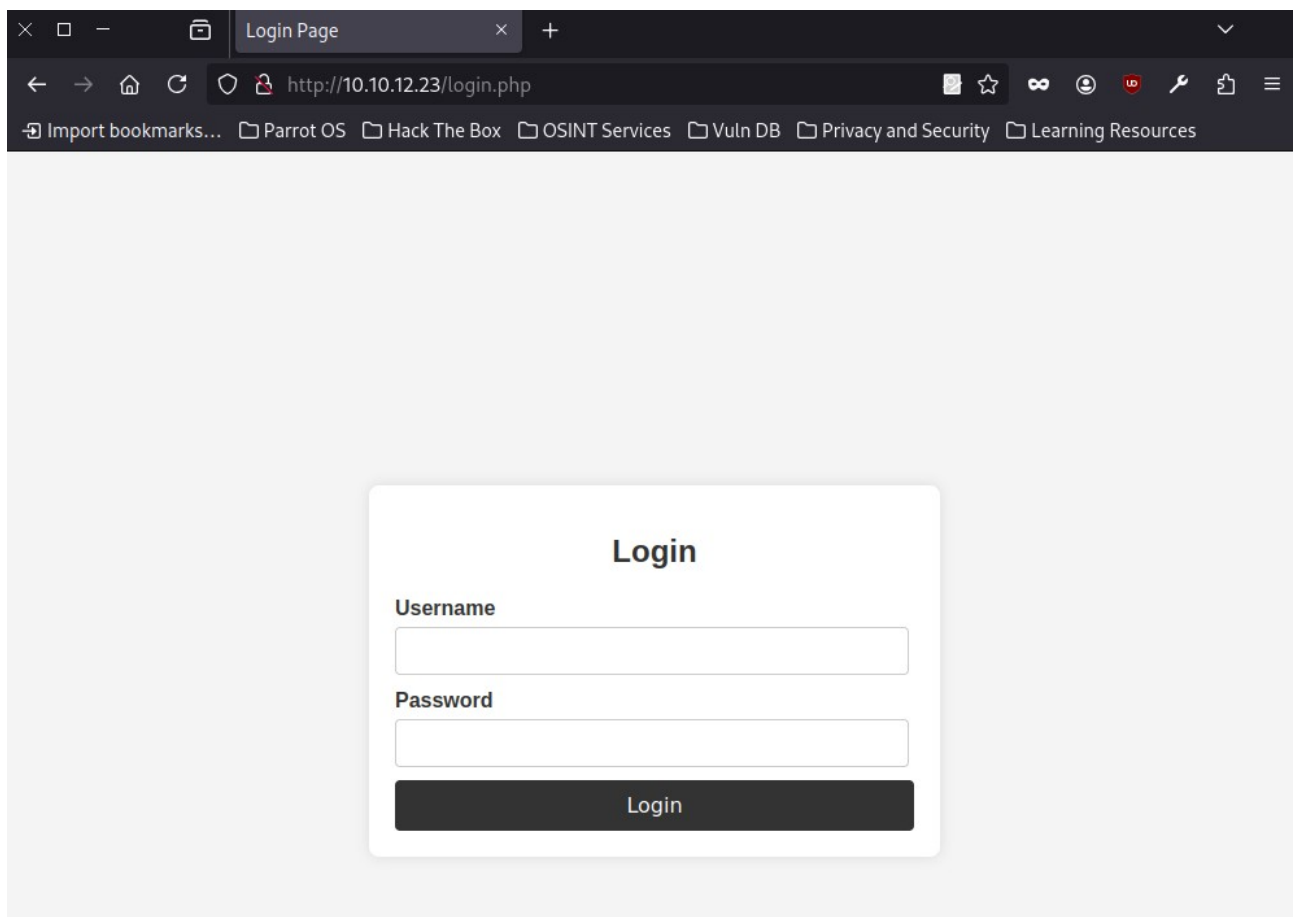 Login Page
http://10.10.12.23/login.php
Import bookmarks... Parrot OS Hack The Box OSINT Services Vuln DB Privacy and Security Learning Resources
Login
Username
Password
Login